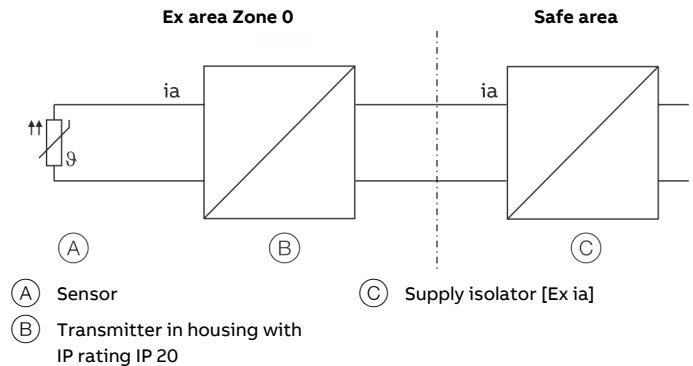 Ex area Zone 0
Safe area
ia
ia
ϑ
A
B
C
A Sensor
C Supply isolator [Ex ia]
B Transmitter in housing with
IP rating IP 20